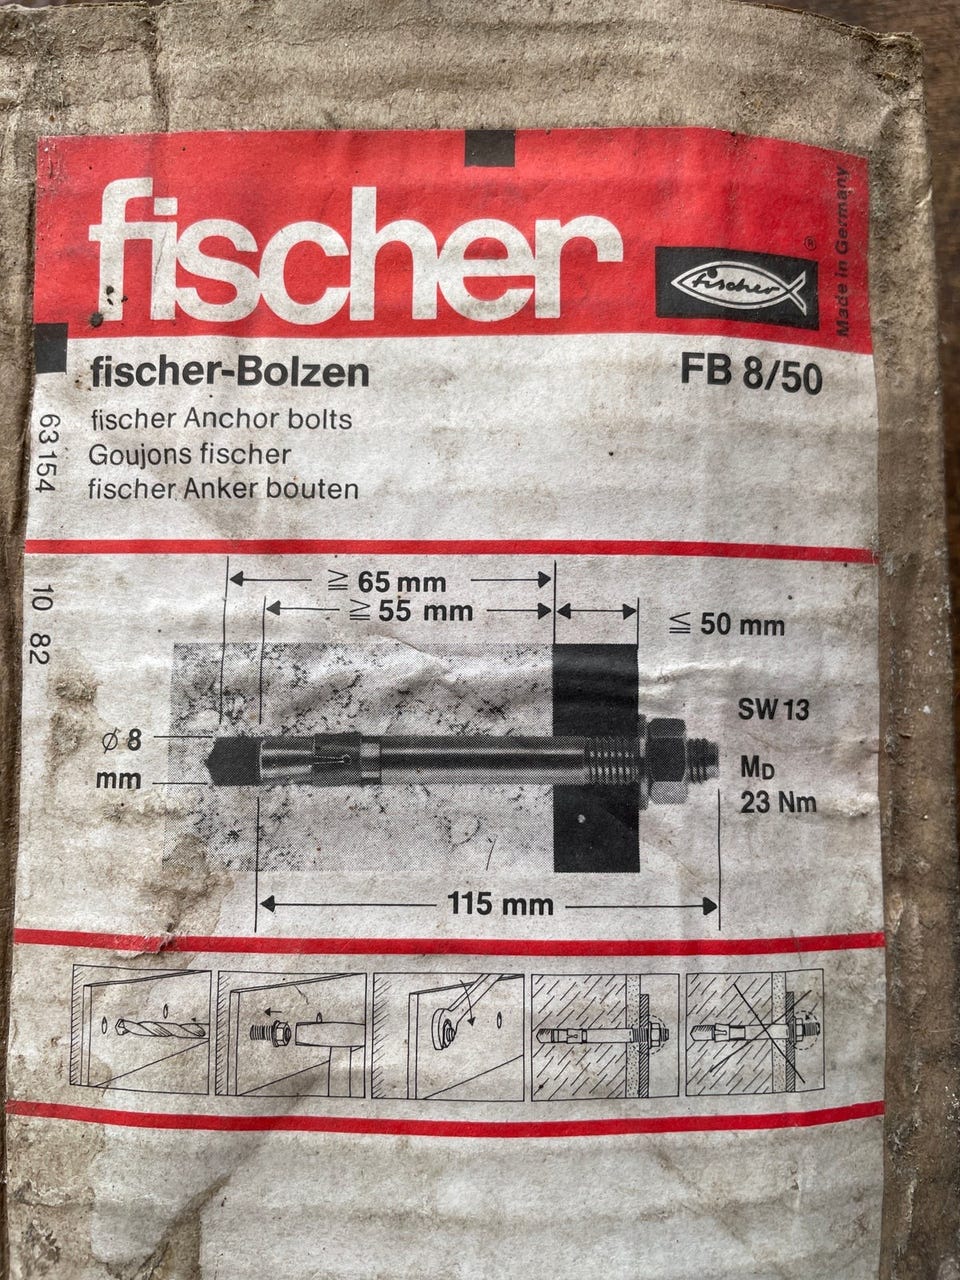 fischer
fischer
®
Made in Germany
fischer-Bolzen
FB 8/50
fischer Anchor bolts
Goujons fischer
fischer Anker bouten
63 154
10 82
≧ 65 mm
≧ 55 mm
≦ 50 mm
SW 13
∅ 8
mm
MD
23 Nm
115 mm